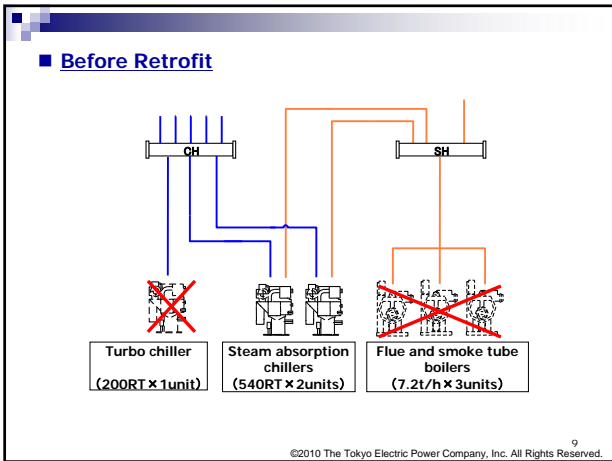 Before Retrofit
CH
SH
Turbo chiller
(200RT×1unit)
Steam absorption
chillers
(540RT×2units)
Flue and smoke tube
boilers
(7.2t/h×3units)
9
©2010 The Tokyo Electric Power Company, Inc. All Rights Reserved.